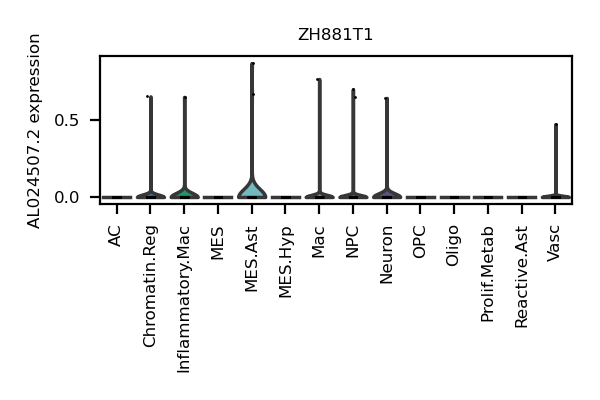 ZH881T1
AL024507.2 expression
0.5
0.0
AC
Chromatin.Reg
Inflammatory.Mac
MES
MES.Ast
MES.Hyp
Mac
NPC
Neuron
OPC
Oligo
Prolif.Metab
Reactive.Ast
Vasc